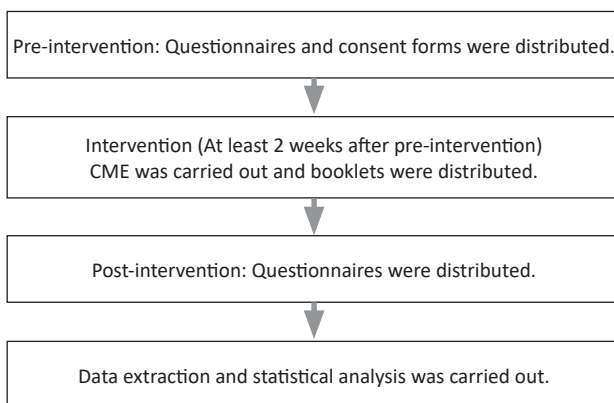 Pre-intervention: Questionnaires and consent forms were distributed.
Intervention (At least 2 weeks after pre-intervention)
CME was carried out and booklets were distributed.
Post-intervention: Questionnaires were distributed.
Data extraction and statistical analysis was carried out.